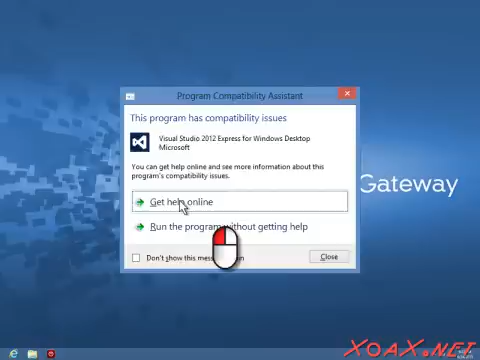 Program Compatibility Assistant
This program has compatibility issues
Visual Studio 2012 Express for Windows Desktop
Microsoft
You can get help online and see more information about this
program's compatibility issues.
Gateway
Get help online
Run the program without getting help
Don't show this
Close
XOAX.NET